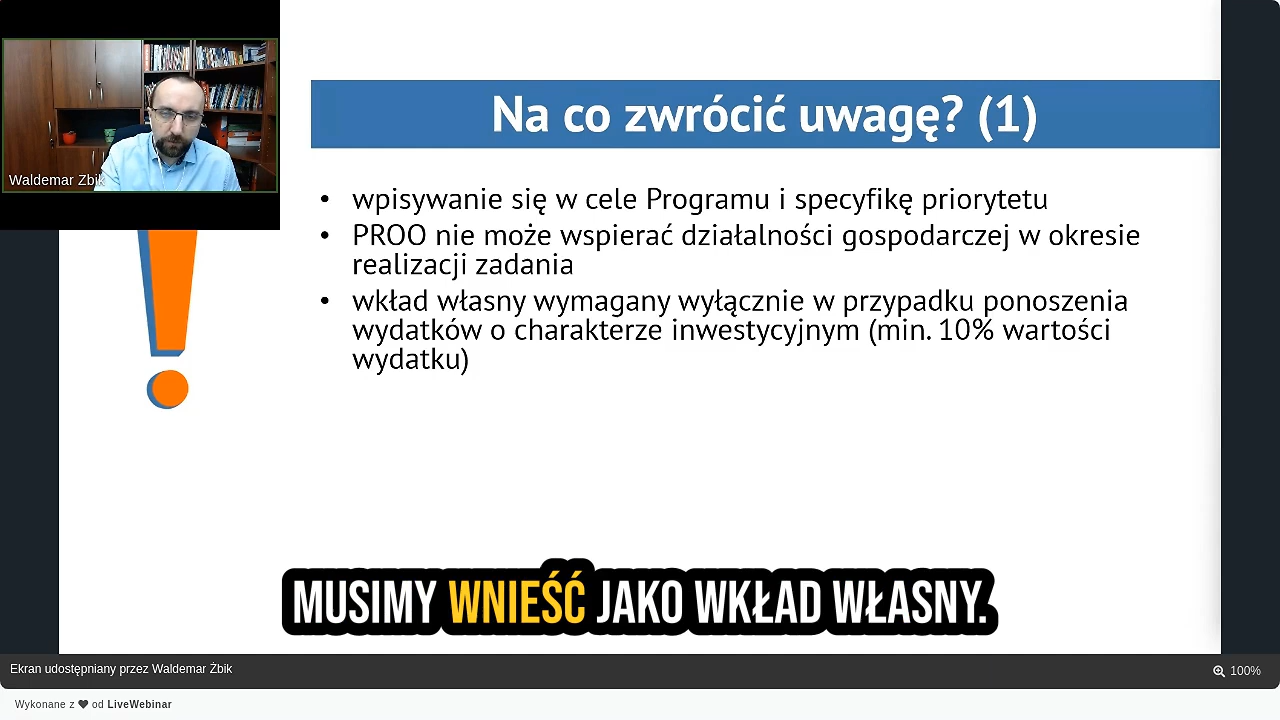 Waldemar Żbik
Na co zwrócić uwagę? (1)
• wpisywanie się w cele Programu i specyfikę priorytetu
• PROO nie może wspierać działalności gospodarczej w okresie
realizacji zadania
• wkład własny wymagany wyłącznie w przypadku ponoszenia
wydatków o charakterze inwestycyjnym (min. 10% wartości
wydatku)
!
MUSIMY WNIEŚĆ JAKO WKŁAD WŁASNY.
Ekran udostępniany przez Waldemar Żbik
100%
Wykonane z ❤ od LiveWebinar